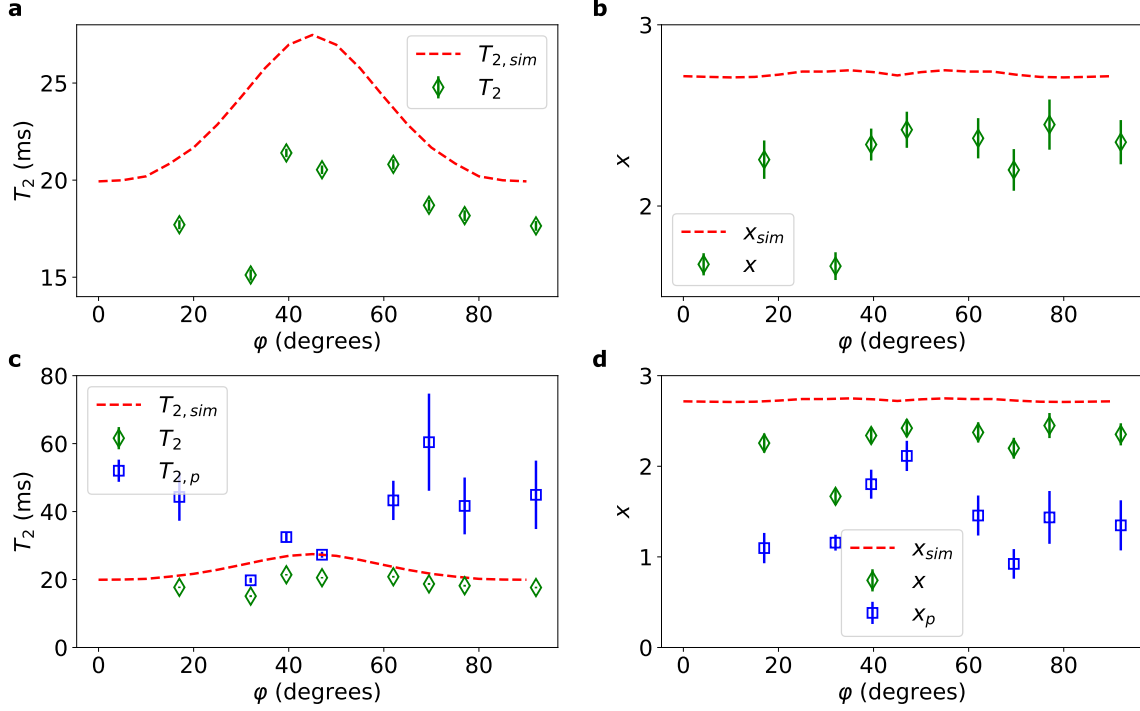 a
T2,sim
T2
25
20
15
T2 (ms)
0 20 40 60 80
φ (degrees)
b
3
2
x
xsim
x
0 20 40 60 80
φ (degrees)
c
80
60
40
20
0
T2 (ms)
T2,sim
T2
T2,p
0 20 40 60 80
φ (degrees)
d
3
2
1
0
x
xsim
x
xp
0 20 40 60 80
φ (degrees)